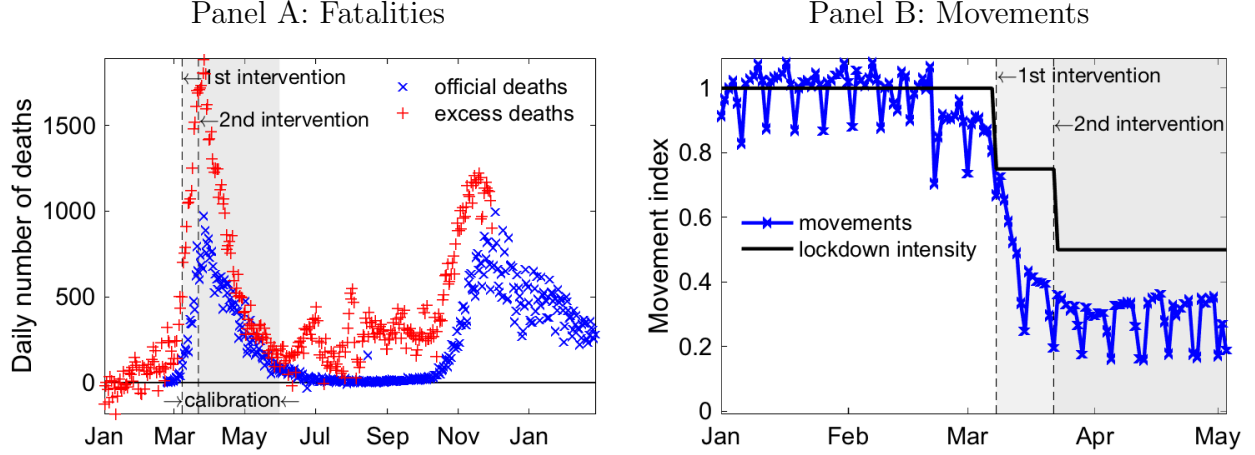 Panel A: Fatalities
Daily number of deaths
1500
1000
500
0
←1st intervention
←2nd intervention
official deaths
excess deaths
calibration
Jan Mar May Jul Sep Nov Jan
Panel B: Movements
Movement index
1
0.8
0.6
0.4
0.2
0
←1st intervention
←2nd intervention
movements
lockdown intensity
Jan Feb Mar Apr May